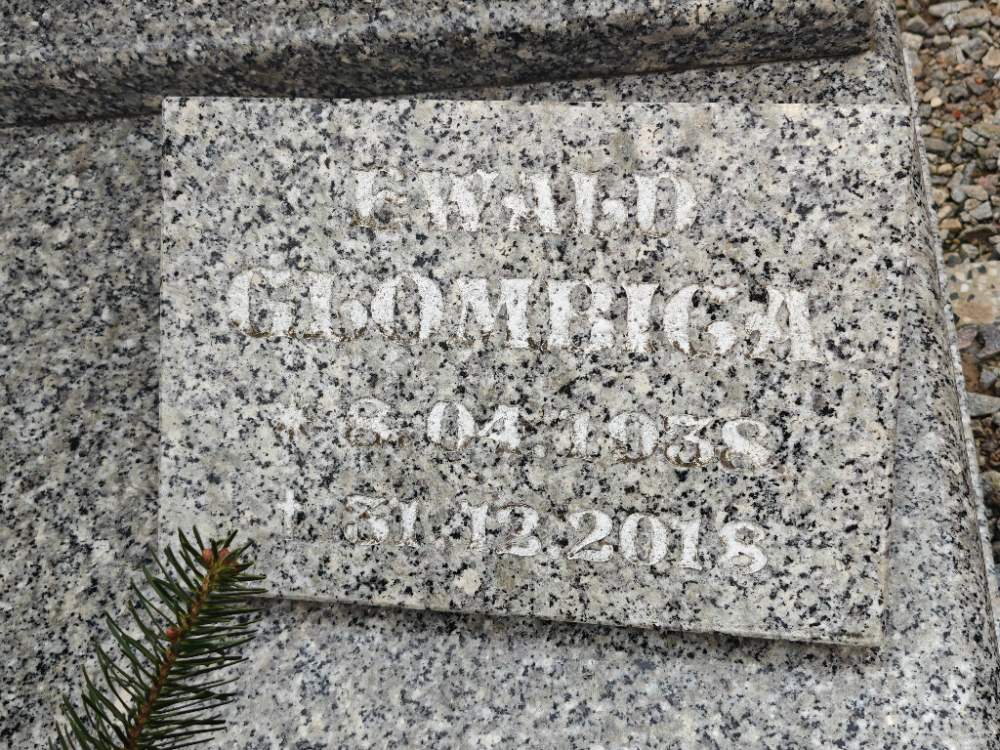 EWALD
GLOMBICA
* 8.04.1938
† 31.12.2018